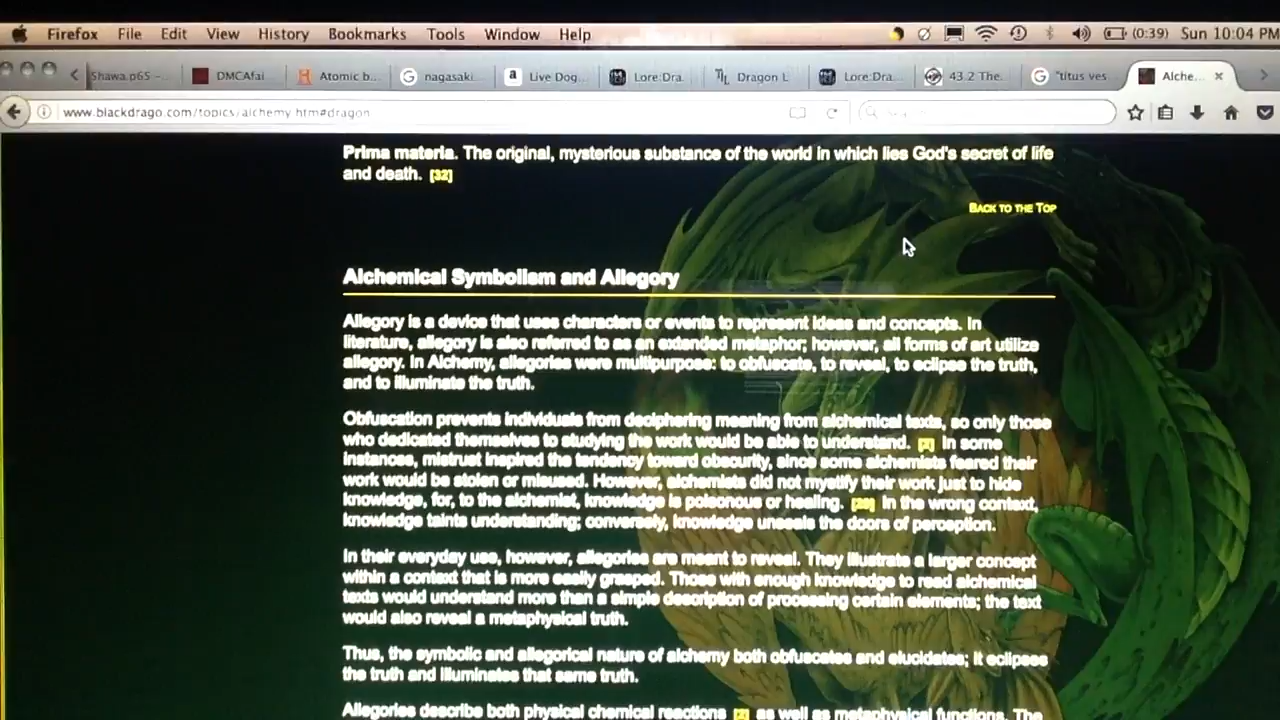 Firefox File Edit View History Bookmarks Tools Window Help (0:39) Sun 10:04 PM
Shawa.p65 - DMCAfai Atomic b... nagasaki... Live Dog... Lore:Dra. Dragon L Lore:Dra... 43.2 The. "titus ves Alche...
www.blackdrago.com/topics/alchemy.htm#dragon Search
Prima materia. The original, mysterious substance of the world in which lies God's secret of life
and death. [32]
BACK TO THE TOP
Alchemical Symbolism and Allegory
Allegory is a device that uses characters or events to represent ideas and concepts. In
literature, allegory is also referred to as an extended metaphor; however, all forms of art utilize
allegory. In Alchemy, allegories were multipurpose: to obfuscate, to reveal, to eclipse the truth,
and to illuminate the truth.
Obfuscation prevents individuals from deciphering meaning from alchemical texts, so only those
who dedicated themselves to studying the work would be able to understand. In some
instances, mistrust inspired the tendency toward obscurity, since some alchemists feared their
work would be stolen or misused. However, alchemists did not mystify their work just to hide
knowledge, for, to the alchemist, knowledge is poisonous or healing. In the wrong context,
knowledge taints understanding; conversely, knowledge unseals the doors of perception.
In their everyday use, however, allegories are meant to reveal. They illustrate a larger concept
within a context that is more easily grasped. Those with enough knowledge to read alchemical
texts would understand more than a simple description of processing certain elements; the text
would also reveal a metaphysical truth.
Thus, the symbolic and allegorical nature of alchemy both obfuscates and elucidates; it eclipses
the truth and illuminates that same truth.
Allegories describe both physical chemical reactions as well as metaphysical functions. The